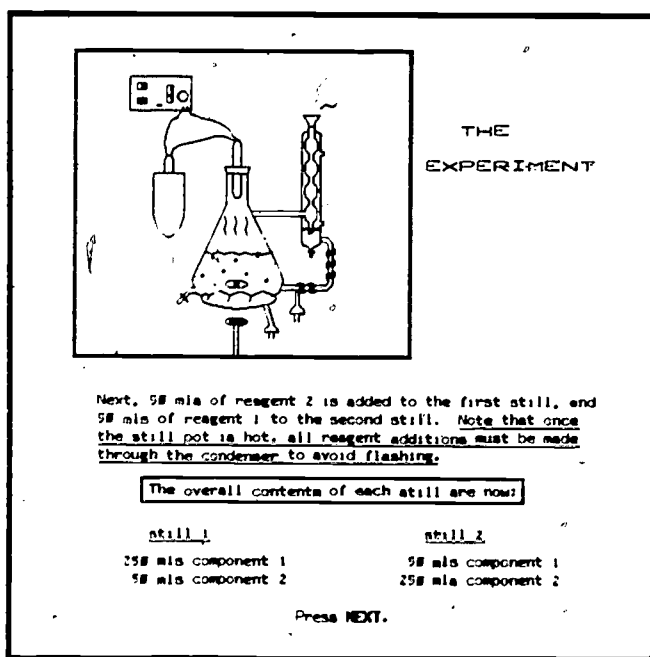 THE
EXPERIMENT
Next, 50 mls of reagent 2 is added to the first still, and
50 mls of reagent 1 to the second still. Note that once
the still pot is hot, all reagent additions must be made
through the condenser to avoid flashing.
The overall contents of each still are now:
still 1 still 2
250 mls component 1 50 mls component 1
50 mls component 2 250 mls component 2
Press NEXT.